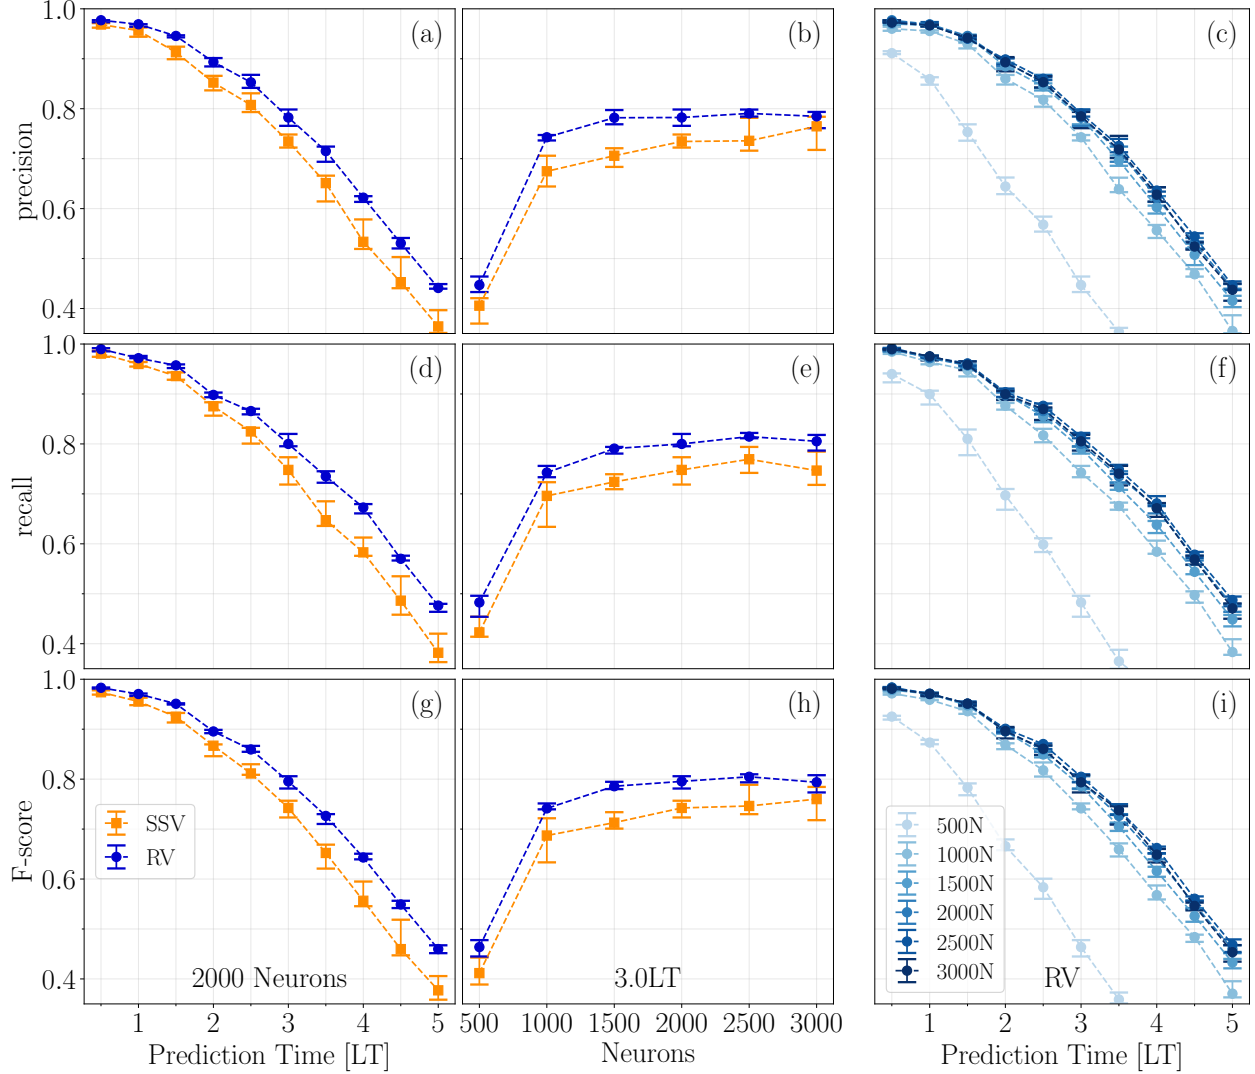 1.0
0.8
0.6
0.4
precision
(a)
(b)
(c)
1.0
0.8
0.6
0.4
recall
(d)
(e)
(f)
1.0
0.8
0.6
0.4
F-score
(g)
(h)
(i)
SSV
RV
500N
1000N
1500N
2000N
2500N
3000N
2000 Neurons
3.0LT
RV
1 2 3 4 5
500 1000 1500 2000 2500 3000
1 2 3 4 5
Prediction Time [LT]
Neurons
Prediction Time [LT]